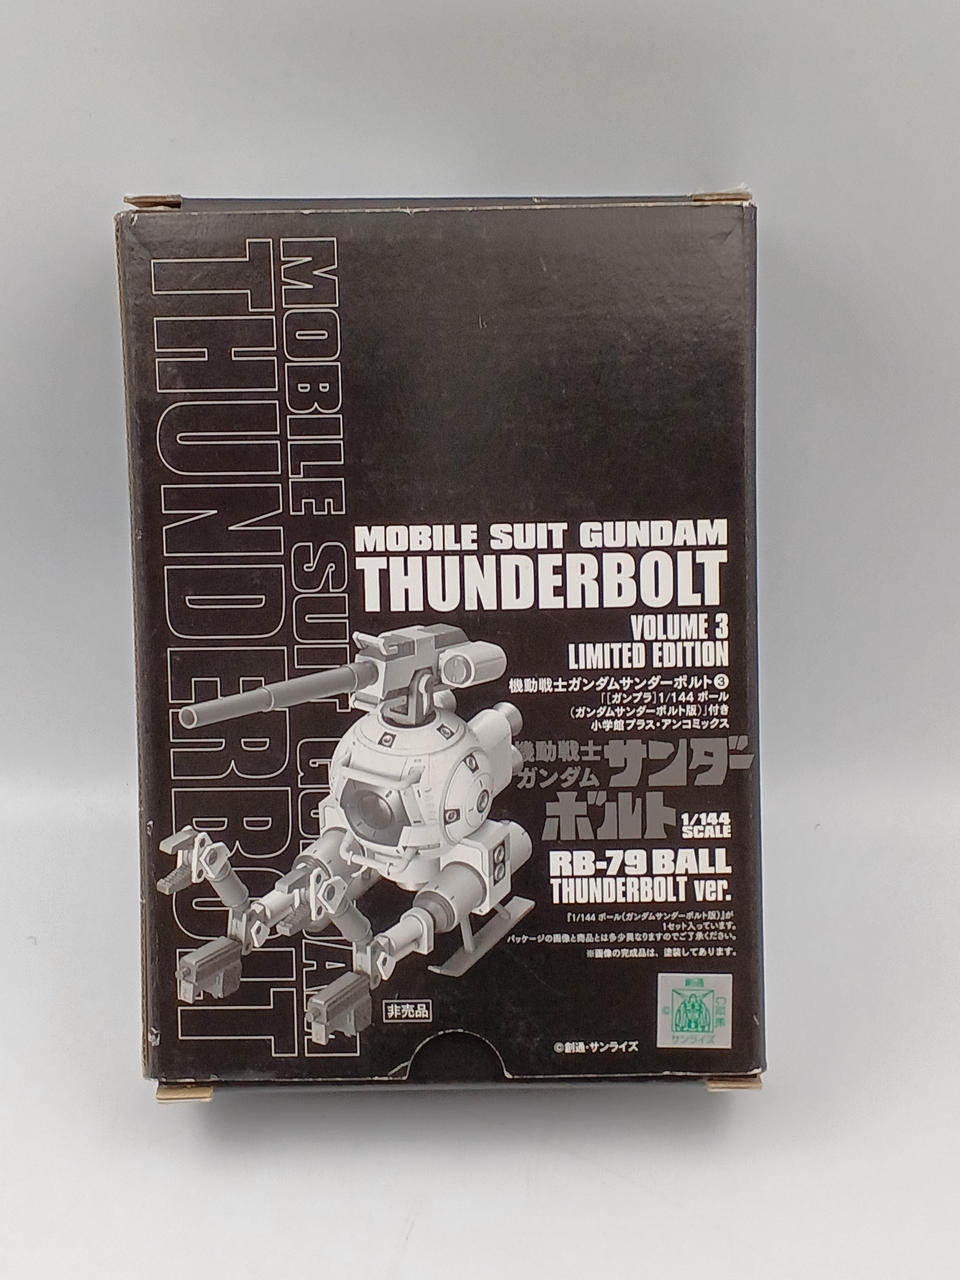 MOBILE SUIT GUNDAM
THUNDERBOLT
MOBILE SUIT GUNDAM
THUNDERBOLT
VOLUME 3
LIMITED EDITION
機動戦士ガンダムサンダーボルト❸
「[ガンプラ]1/144 ボール
(ガンダムサンダーボルト版)」付き
小学館プラス・アンコミックス
機動戦士
ガンダム
サンダー
ボルト
1/144
SCALE
RB-79 BALL
THUNDERBOLT ver.
『1/144 ボール(ガンダムサンダーボルト版)』が
1セット入っています。
パッケージの画像と商品とは多少異なりますのでご了承ください。
※画像の完成品は、塗装してあります。
非売品
©創通・サンライズ
創通
©
サンライズ